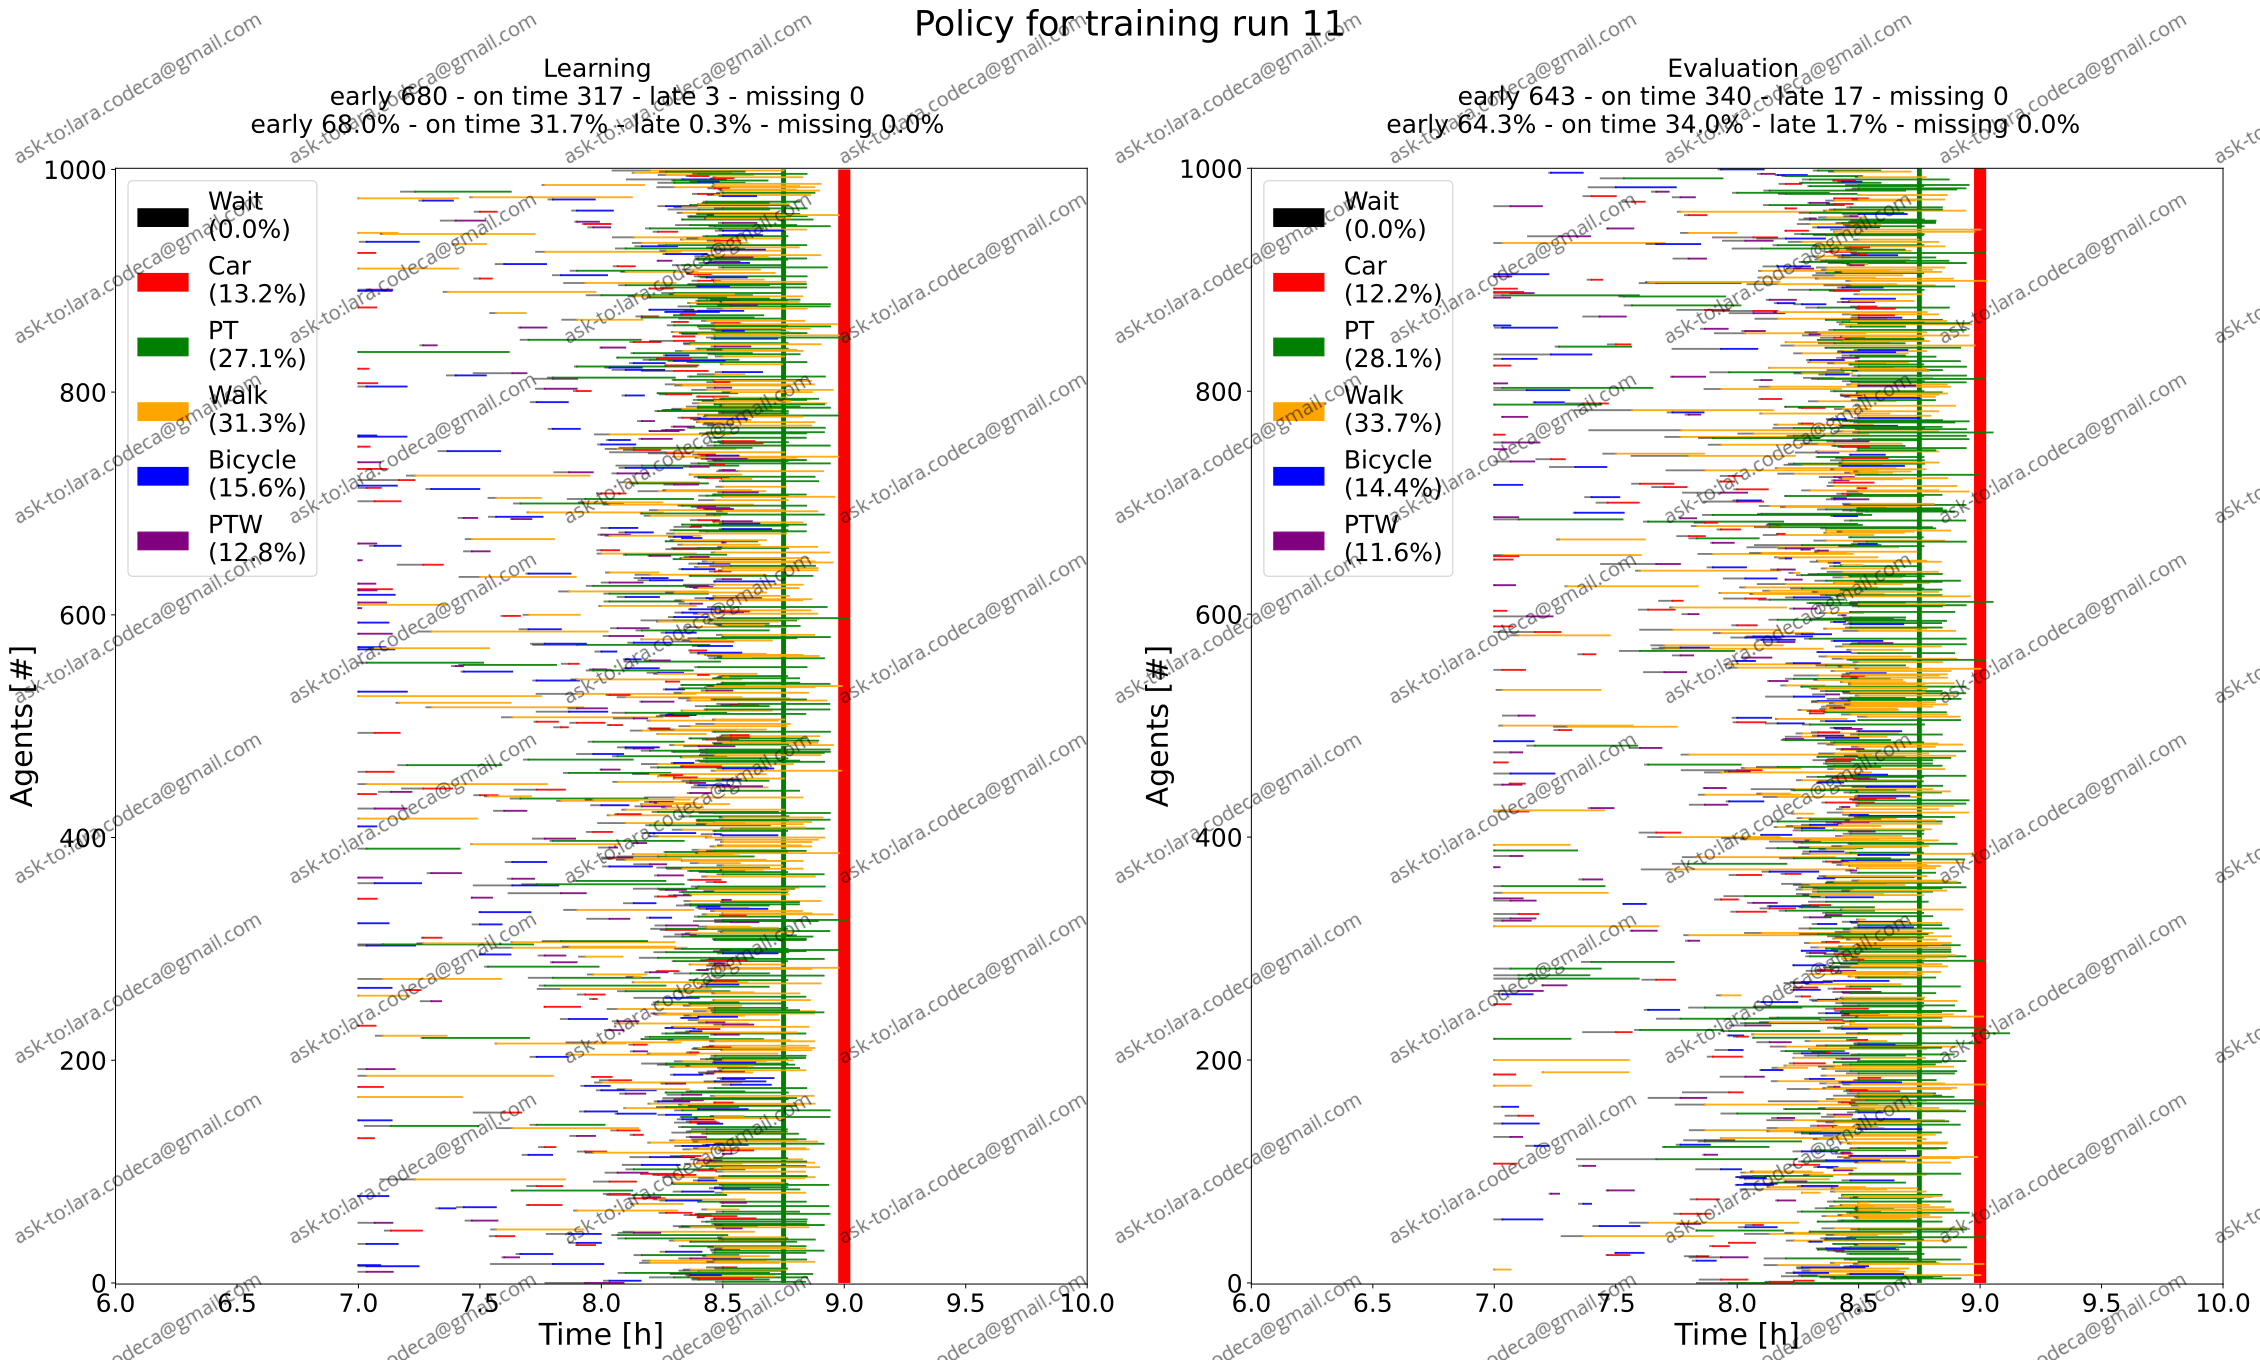 Policy for training run 11
Learning
early 680 - on time 317 - late 3 - missing 0
early 68.0% - on time 31.7% - late 0.3% - missing 0.0%
1000
800
600
400
200
0
Agents [#]
Wait
(0.0%)
Car
(13.2%)
PT
(27.1%)
Walk
(31.3%)
Bicycle
(15.6%)
PTW
(12.8%)
6.0 6.5 7.0 7.5 8.0 8.5 9.0 9.5 10.0
Time [h]
Evaluation
early 643 - on time 340 - late 17 - missing 0
early 64.3% - on time 34.0% - late 1.7% - missing 0.0%
1000
800
600
400
200
0
Agents [#]
Wait
(0.0%)
Car
(12.2%)
PT
(28.1%)
Walk
(33.7%)
Bicycle
(14.4%)
PTW
(11.6%)
6.0 6.5 7.0 7.5 8.0 8.5 9.0 9.5 10.0
Time [h]
ask-to:lara.codeca@gmail.com